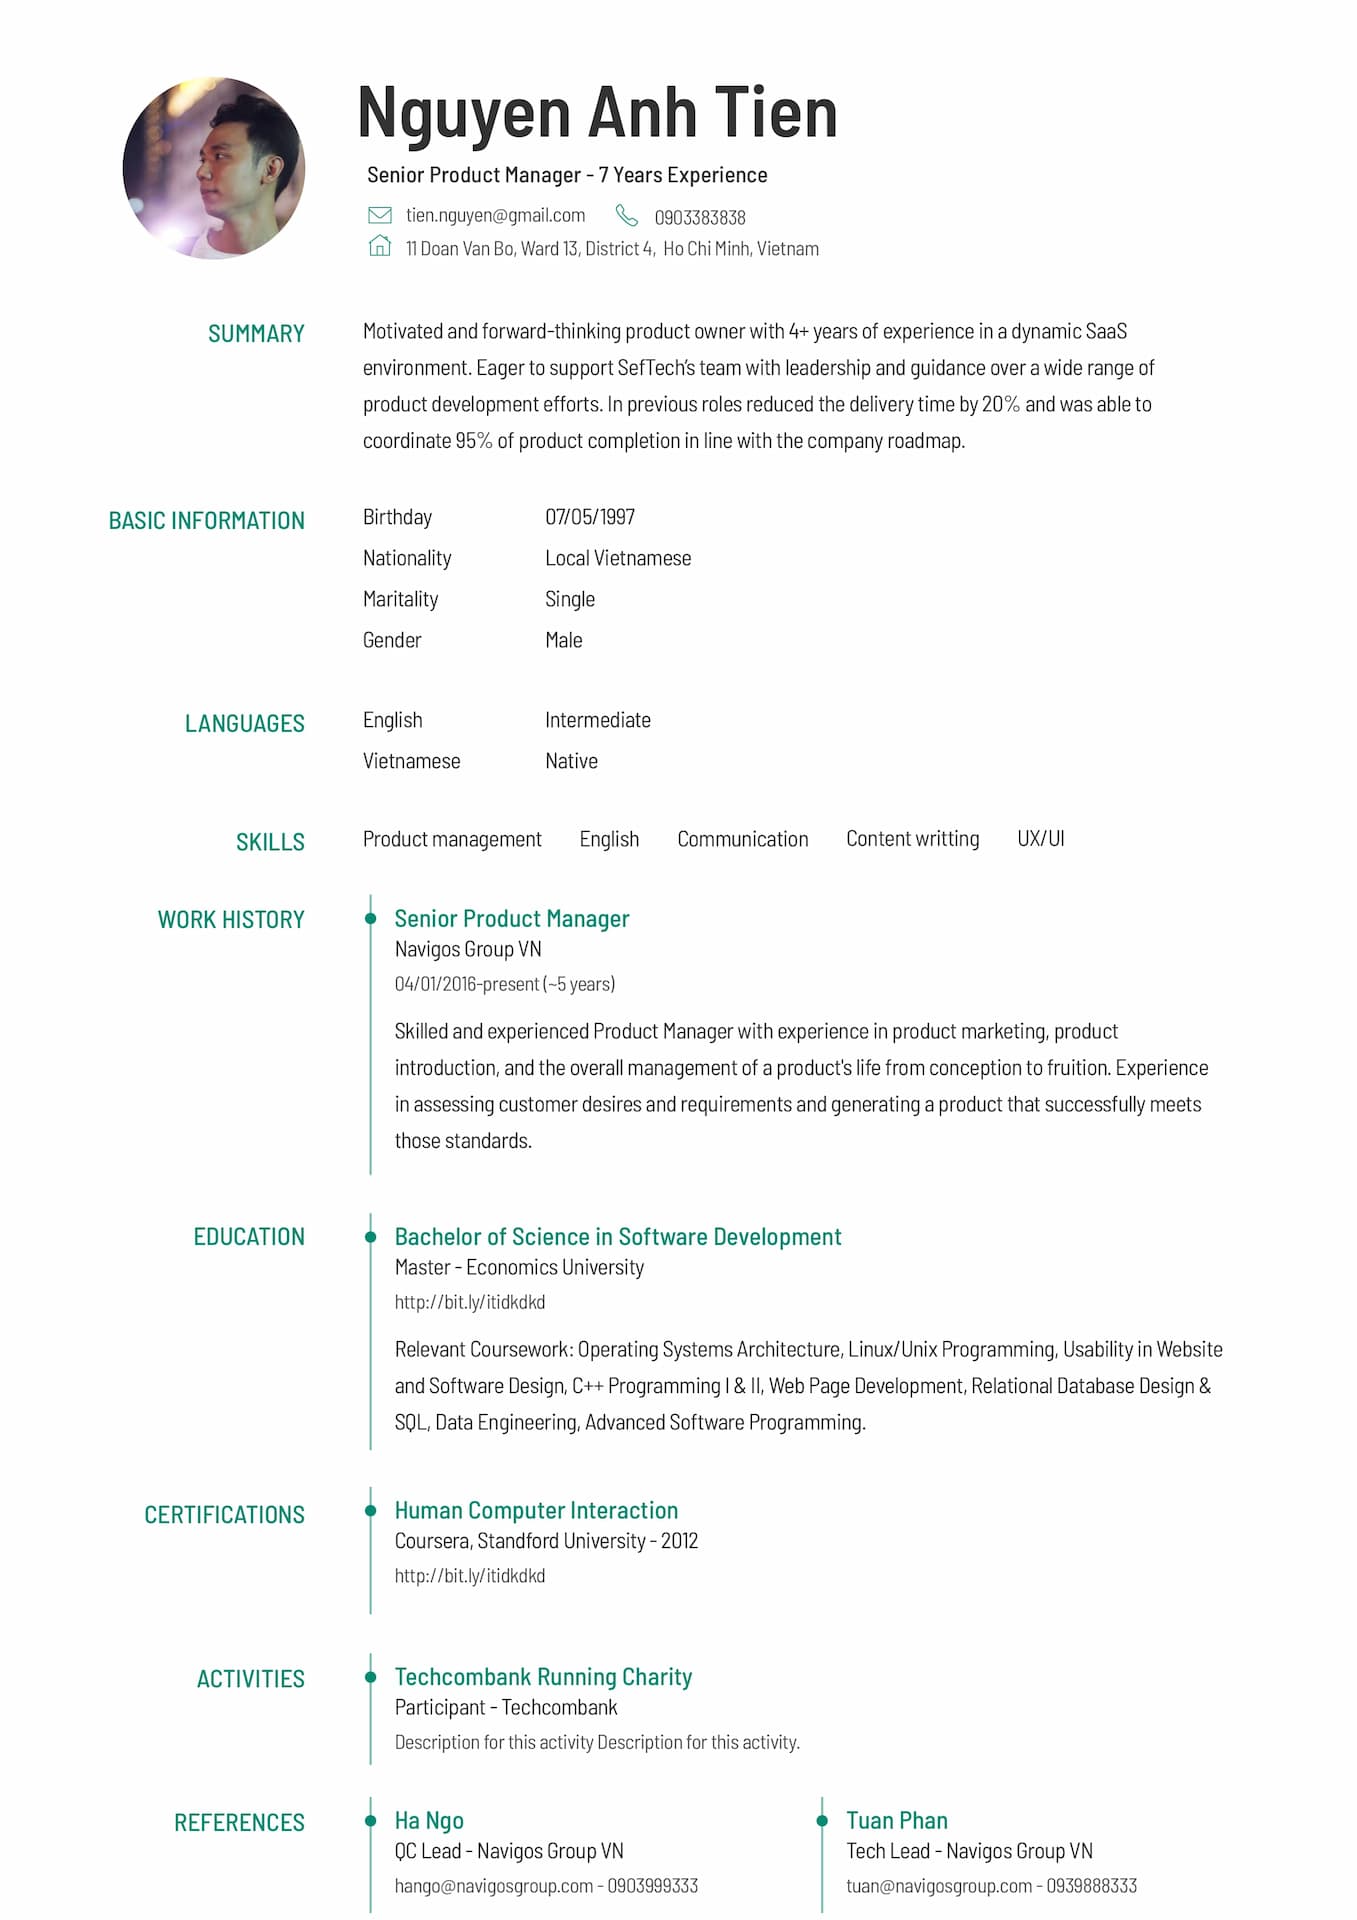 Nguyen Anh Tien
Senior Product Manager - 7 Years Experience
tien.nguyen@gmail.com 0903383838
11 Doan Van Bo, Ward 13, District 4, Ho Chi Minh, Vietnam
SUMMARY
Motivated and forward-thinking product owner with 4+ years of experience in a dynamic SaaS
environment. Eager to support SefTech's team with leadership and guidance over a wide range of
product development efforts. In previous roles reduced the delivery time by 20% and was able to
coordinate 95% of product completion in line with the company roadmap.
BASIC INFORMATION
Birthday 07/05/1997
Nationality Local Vietnamese
Maritality Single
Gender Male
LANGUAGES
English Intermediate
Vietnamese Native
SKILLS
Product management English Communication Content writting UX/UI
WORK HISTORY
Senior Product Manager
Navigos Group VN
04/01/2016-present (~5 years)
Skilled and experienced Product Manager with experience in product marketing, product
introduction, and the overall management of a product's life from conception to fruition. Experience
in assessing customer desires and requirements and generating a product that successfully meets
those standards.
EDUCATION
Bachelor of Science in Software Development
Master - Economics University
http://bit.ly/itidkdkd
Relevant Coursework: Operating Systems Architecture, Linux/Unix Programming, Usability in Website
and Software Design, C++ Programming I & II, Web Page Development, Relational Database Design &
SQL, Data Engineering, Advanced Software Programming.
CERTIFICATIONS
Human Computer Interaction
Coursera, Standford University - 2012
http://bit.ly/itidkdkd
ACTIVITIES
Techcombank Running Charity
Participant - Techcombank
Description for this activity Description for this activity.
REFERENCES
Ha Ngo
QC Lead - Navigos Group VN
hango@navigosgroup.com - 0903999333
Tuan Phan
Tech Lead - Navigos Group VN
tuan@navigosgroup.com - 0939888333